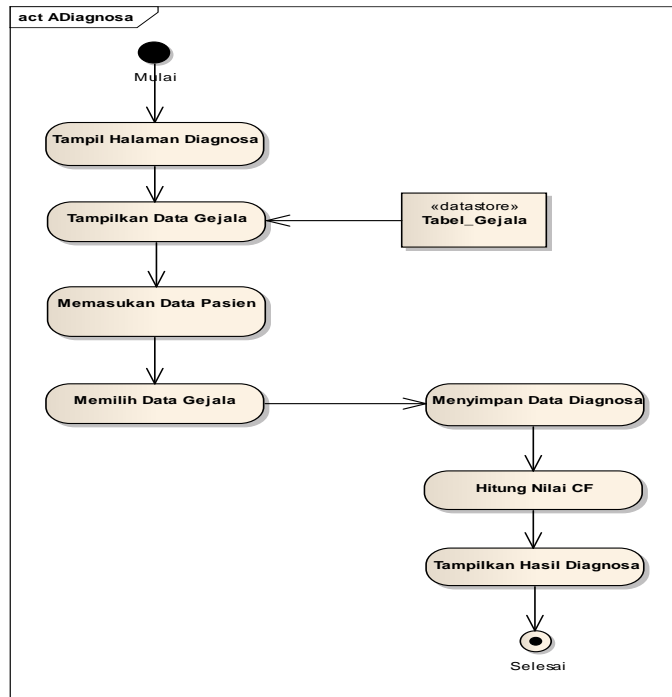 act ADiagnosa
Mulai
Tampil Halaman Diagnosa
Tampilkan Data Gejala
«datastore»
Tabel_Gejala
Memasukan Data Pasien
Memilih Data Gejala
Menyimpan Data Diagnosa
Hitung Nilai CF
Tampilkan Hasil Diagnosa
Selesai